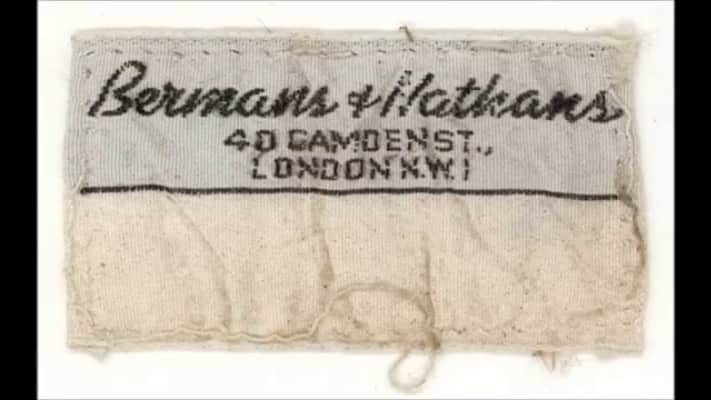 Bermans & Nathans
40 CAMDEN ST.,
LONDON N.W.1